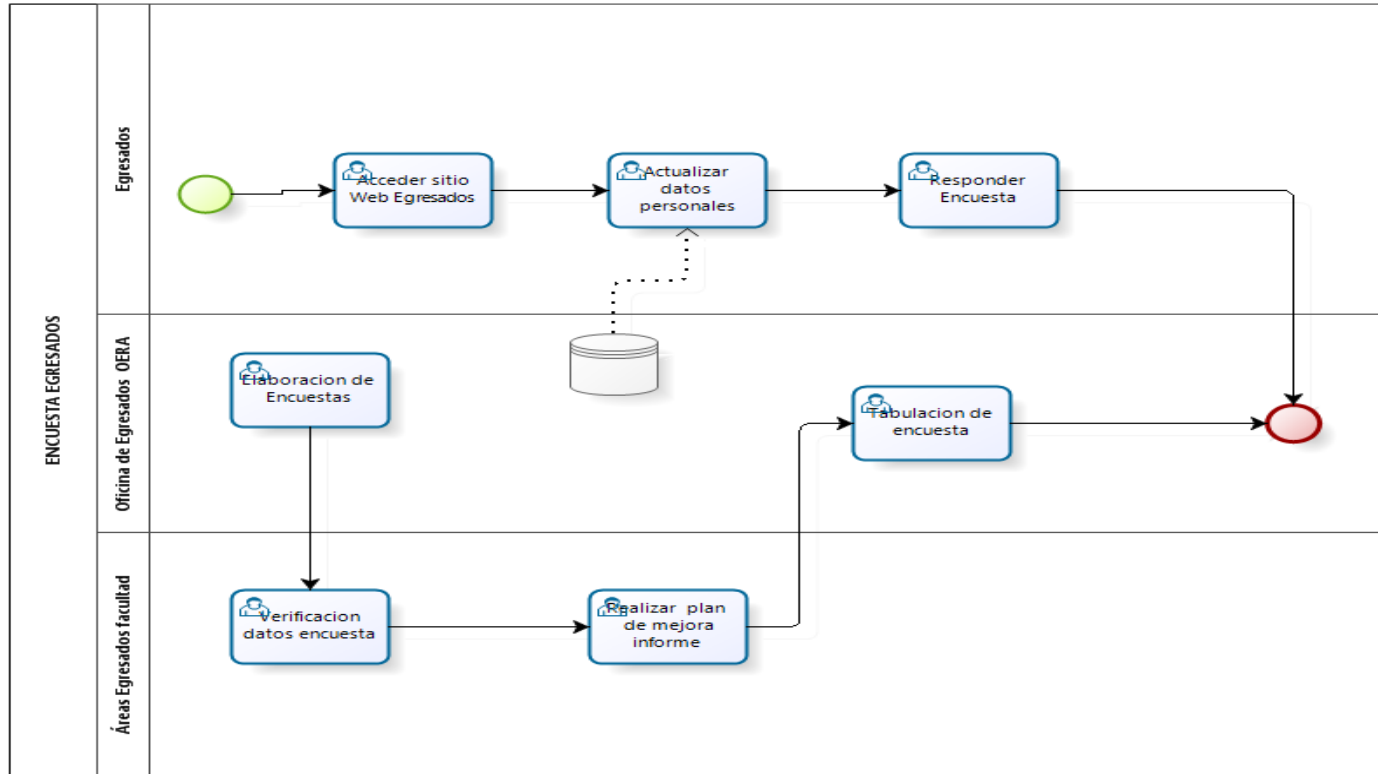 ENCUESTA EGRESADOS
Egresados
Acceder sitio
Web Egresados
Actualizar
datos
personales
Responder
Encuesta
Oficina de Egresados OERA
Elaboracion de
Encuestas
Tabulacion de
encuesta
Áreas Egresados facultad
Verificacion
datos encuesta
Realizar plan
de mejora
informe